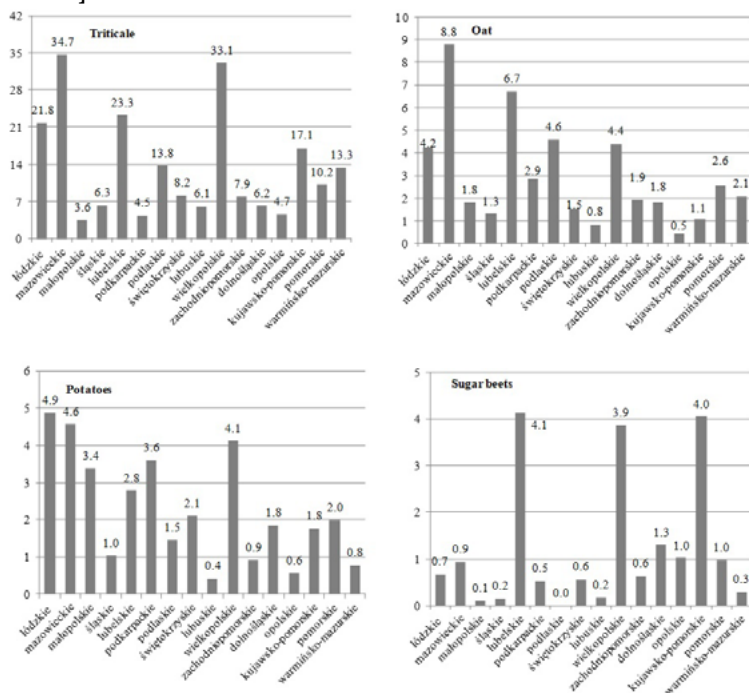 Triticale
42
35
28
21
14
7
0
21.8
34.7
3.6
6.3
23.3
4.5
13.8
8.2
6.1
33.1
7.9
6.2
4.7
17.1
10.2
13.3
łódzkie
mazowieckie
małopolskie
śląskie
lubelskie
podkarpackie
podlaskie
świętokrzyskie
lubuskie
wielkopolskie
zachodniopomorskie
dolnośląskie
opolskie
kujawsko-pomorskie
pomorskie
warmińsko-mazurskie
Oat
10
9
8
7
6
5
4
3
2
1
0
4.2
8.8
1.8
1.3
6.7
2.9
4.6
1.5
0.8
4.4
1.9
1.8
0.5
1.1
2.6
2.1
łódzkie
mazowieckie
małopolskie
śląskie
lubelskie
podkarpackie
podlaskie
świętokrzyskie
lubuskie
wielkopolskie
zachodniopomorskie
dolnośląskie
opolskie
kujawsko-pomorskie
pomorskie
warmińsko-mazurskie
Potatoes
6
5
4
3
2
1
0
4.9
4.6
3.4
1.0
2.8
3.6
1.5
2.1
0.4
4.1
0.9
1.8
0.6
1.8
2.0
0.8
łódzkie
mazowieckie
małopolskie
śląskie
lubelskie
podkarpackie
podlaskie
świętokrzyskie
lubuskie
wielkopolskie
zachodniopomorskie
dolnośląskie
opolskie
kujawsko-pomorskie
pomorskie
warmińsko-mazurskie
Sugar beets
5
4
3
2
1
0
0.7
0.9
0.1
0.2
4.1
0.5
0.0
0.6
0.2
3.9
0.6
1.3
1.0
4.0
1.0
0.3
łódzkie
mazowieckie
małopolskie
śląskie
lubelskie
podkarpackie
podlaskie
świętokrzyskie
lubuskie
wielkopolskie
zachodniopomorskie
dolnośląskie
opolskie
kujawsko-pomorskie
pomorskie
warmińsko-mazurskie